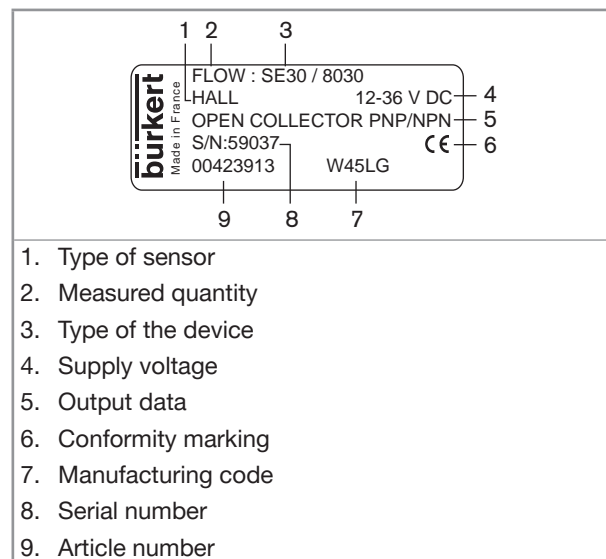 1 2 3
FLOW : SE30 / 8030
HALL 12-36 V DC 4
OPEN COLLECTOR PNP/NPN 5
S/N:59037 CE 6
00423913 W45LG
bürkert
Made in France
9 8 7
1. Type of sensor
2. Measured quantity
3. Type of the device
4. Supply voltage
5. Output data
6. Conformity marking
7. Manufacturing code
8. Serial number
9. Article number